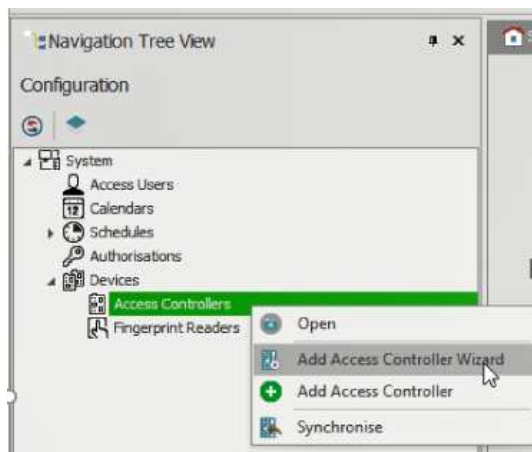 Navigation Tree View
Configuration
System
Access Users
12 Calendars
Schedules
Authorisations
Devices
Access Controllers
Fingerprint Readers
Open
Add Access Controller Wizard
Add Access Controller
Synchronise